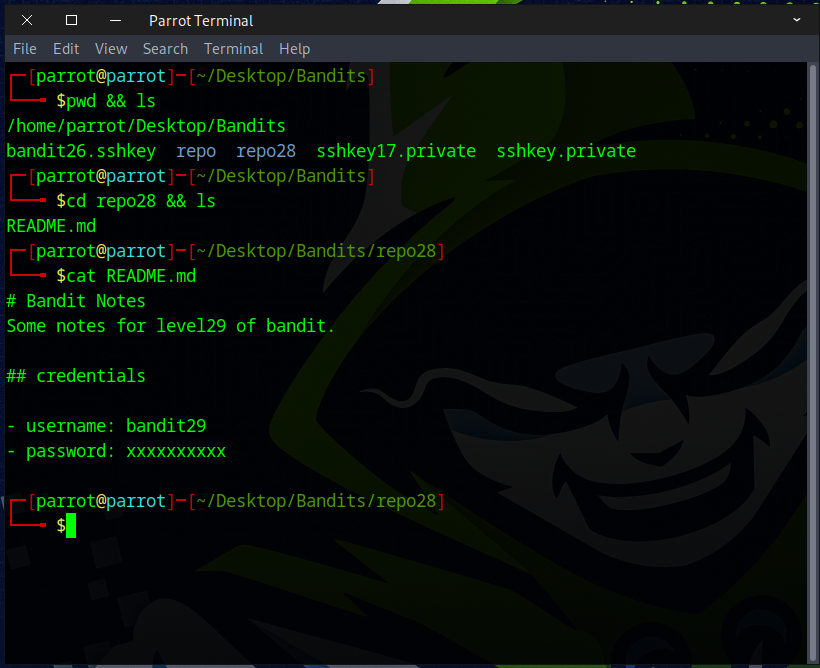 Parrot Terminal
File Edit View Search Terminal Help
[parrot@parrot]-[~/Desktop/Bandits]
$pwd && ls
/home/parrot/Desktop/Bandits
bandit26.sshkey repo repo28 sshkey17.private sshkey.private
[parrot@parrot]-[~/Desktop/Bandits]
$cd repo28 && ls
README.md
[parrot@parrot]-[~/Desktop/Bandits/repo28]
$cat README.md
# Bandit Notes
Some notes for level29 of bandit.
## credentials
- username: bandit29
- password: xxxxxxxxxx
[parrot@parrot]-[~/Desktop/Bandits/repo28]
$